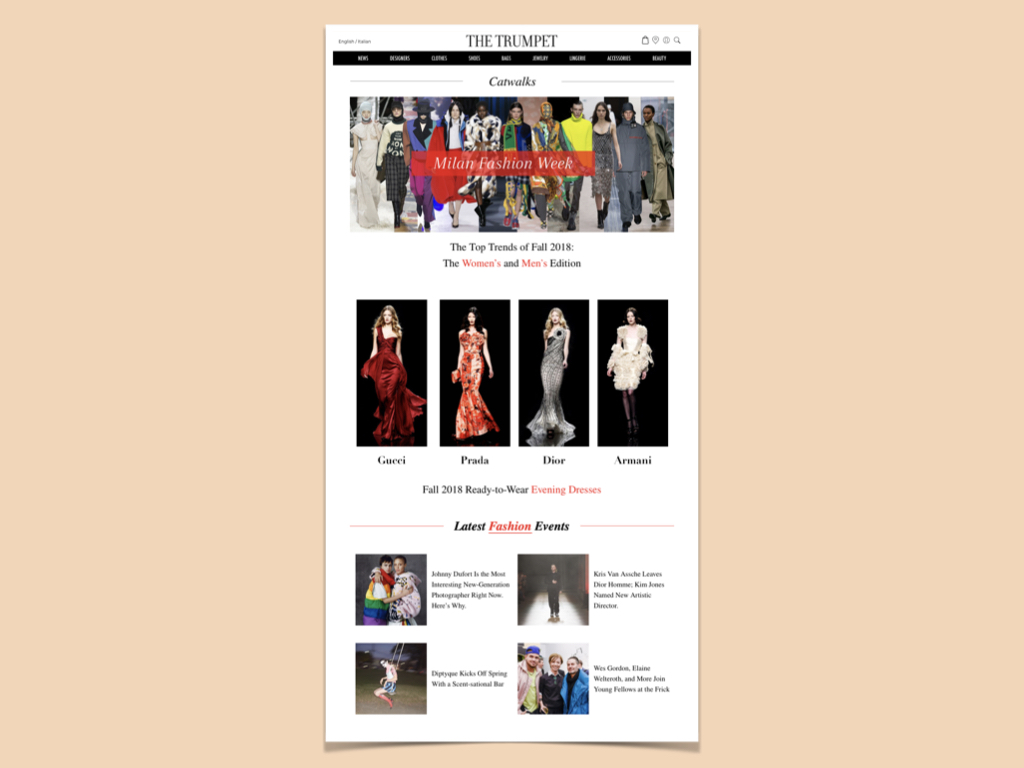 English / Italian
THE TRUMPET
NEWS DESIGNERS CLOTHES SHOES BAGS JEWELRY LINGERIE ACCESSORIES BEAUTY
Catwalks
Milan Fashion Week
The Top Trends of Fall 2018:
The Women's and Men's Edition
Gucci Prada Dior Armani
Fall 2018 Ready-to-Wear Evening Dresses
Latest Fashion Events
Johnny Dufort Is the Most
Interesting New-Generation
Photographer Right Now.
Here's Why.
Kris Van Assche Leaves
Dior Homme; Kim Jones
Named New Artistic
Director.
Diptyque Kicks Off Spring
With a Scent-sational Bar
Wes Gordon, Elaine
Welteroth, and More Join
Young Fellows at the Frick